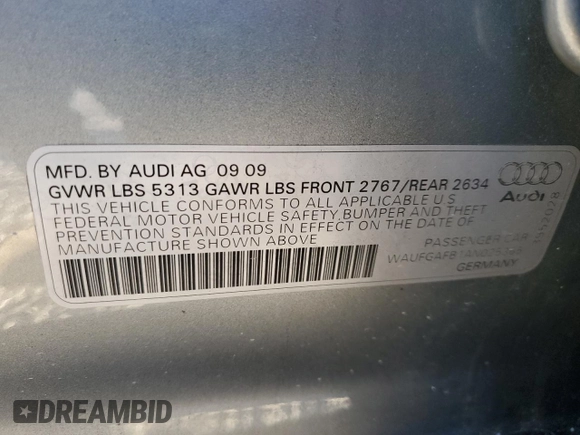 MFD. BY AUDI AG 09 09
GVWR LBS 5313 GAWR LBS FRONT 2767/REAR 2634
THIS VEHICLE CONFORMS TO ALL APPLICABLE U.S
FEDERAL MOTOR VEHICLE SAFETY, BUMPER AND THEFT
PREVENTION STANDARDS IN EFFECT ON THE DATE OF
MANUFACTURE SHOWN ABOVE
Audi
PASSENGER CAR
GERMANY
DREAMBID